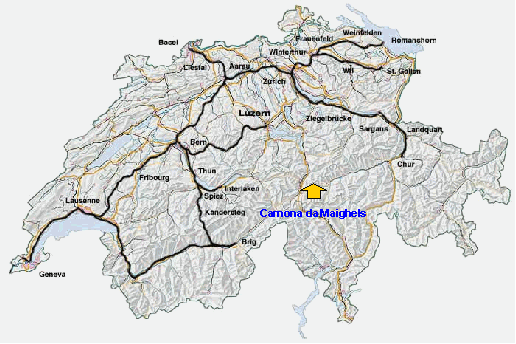 Weinfelden
Frauenfeld
Romanshorn
Basel
Winterthur
Liestal
Aarau
Wil
St. Gallen
Zürich
Luzern
Ziegelbrücke
Sargans
Landquart
Bern
Chur
Thun
Fribourg
Interlaken
Spiez
Lausanne
Kandersteg
Camona da Maighels
Brig
Geneva